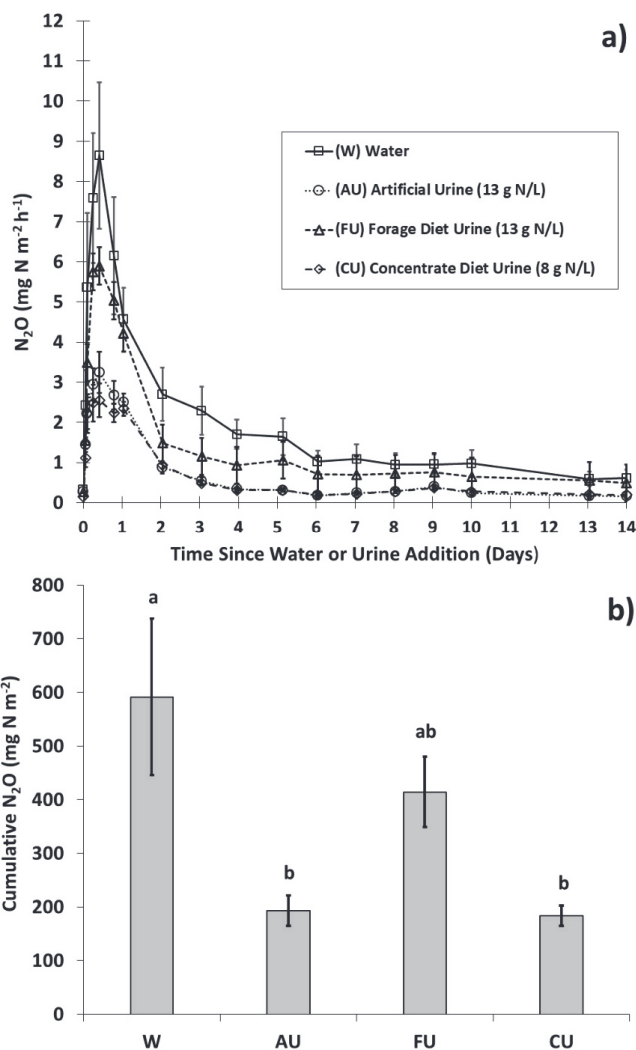 a)
12
11
10
9
8
7
6
5
4
3
2
1
0
N₂O (mg N m⁻² h⁻¹)
(W) Water
(AU) Artificial Urine (13 g N/L)
(FU) Forage Diet Urine (13 g N/L)
(CU) Concentrate Diet Urine (8 g N/L)
0 1 2 3 4 5 6 7 8 9 10 11 12 13 14
Time Since Water or Urine Addition (Days)
b)
800
700
600
500
400
300
200
100
0
Cumulative N₂O (mg N m⁻²)
a
b
ab
b
W AU FU CU